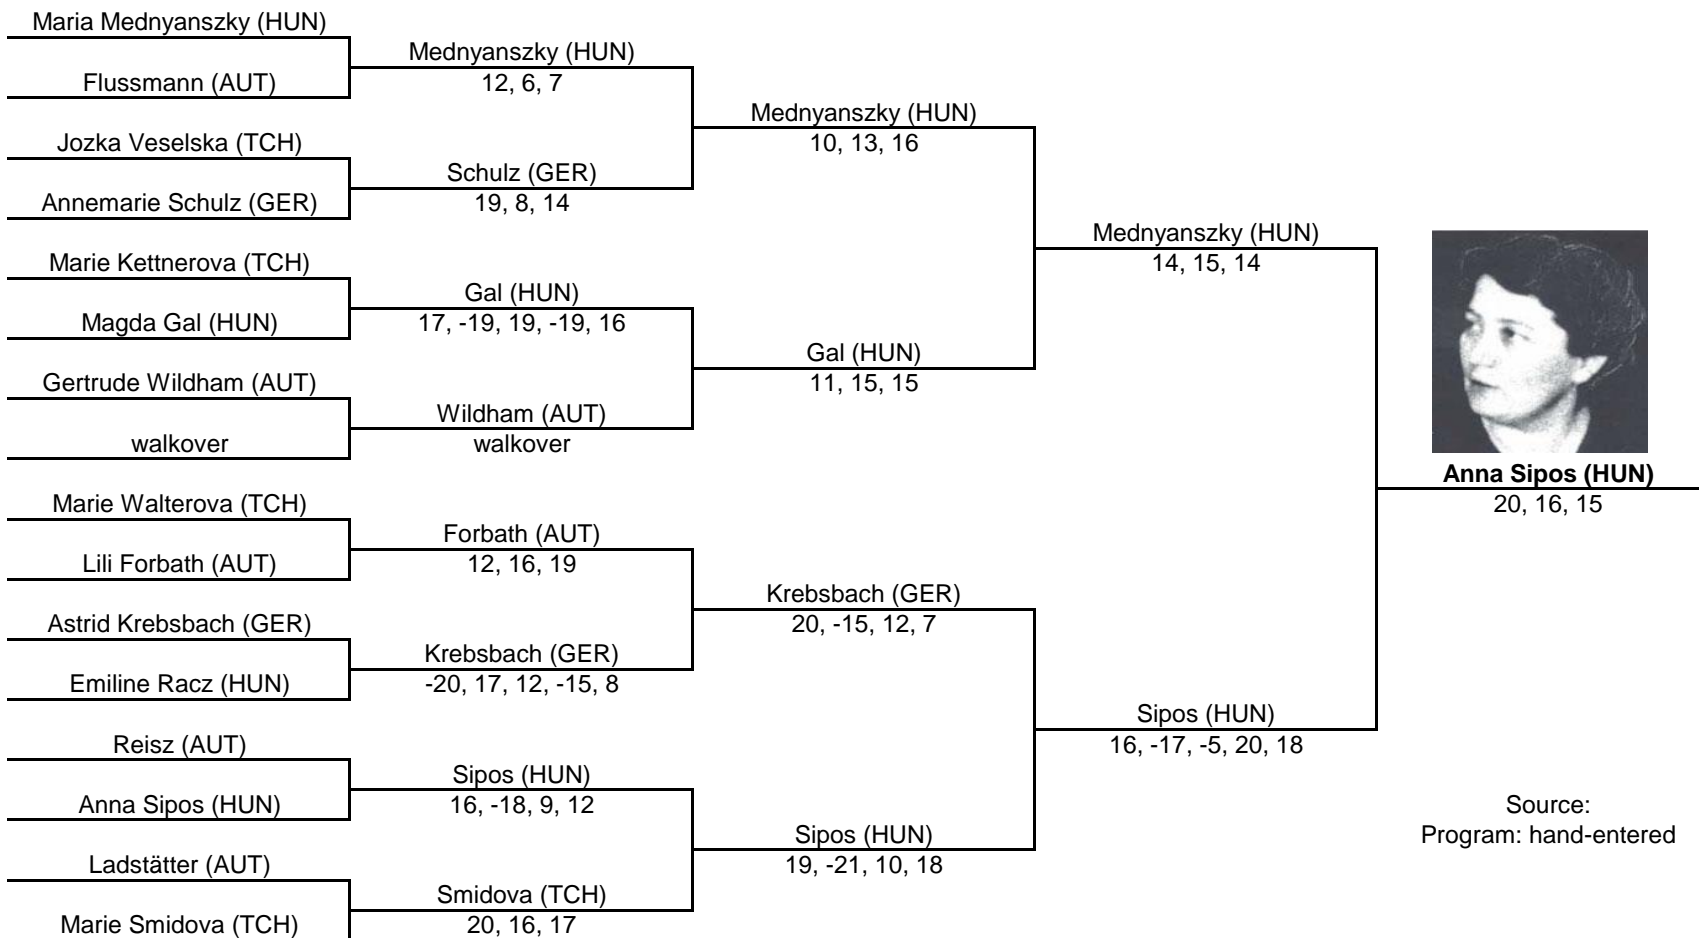 Maria Mednyanszky (HUN)
Flussmann (AUT)
Jozka Veselska (TCH)
Annemarie Schulz (GER)
Marie Kettnerova (TCH)
Magda Gal (HUN)
Gertrude Wildham (AUT)
walkover
Marie Walterova (TCH)
Lili Forbath (AUT)
Astrid Krebsbach (GER)
Emiline Racz (HUN)
Reisz (AUT)
Anna Sipos (HUN)
Ladstätter (AUT)
Marie Smidova (TCH)
Mednyanszky (HUN)
12, 6, 7
Schulz (GER)
19, 8, 14
Gal (HUN)
17, -19, 19, -19, 16
Wildham (AUT)
walkover
Forbath (AUT)
12, 16, 19
Krebsbach (GER)
-20, 17, 12, -15, 8
Sipos (HUN)
16, -18, 9, 12
Smidova (TCH)
20, 16, 17
Mednyanszky (HUN)
10, 13, 16
Gal (HUN)
11, 15, 15
Krebsbach (GER)
20, -15, 12, 7
Sipos (HUN)
19, -21, 10, 18
Mednyanszky (HUN)
14, 15, 14
Sipos (HUN)
16, -17, -5, 20, 18
Anna Sipos (HUN)
20, 16, 15
Source:
Program: hand-entered